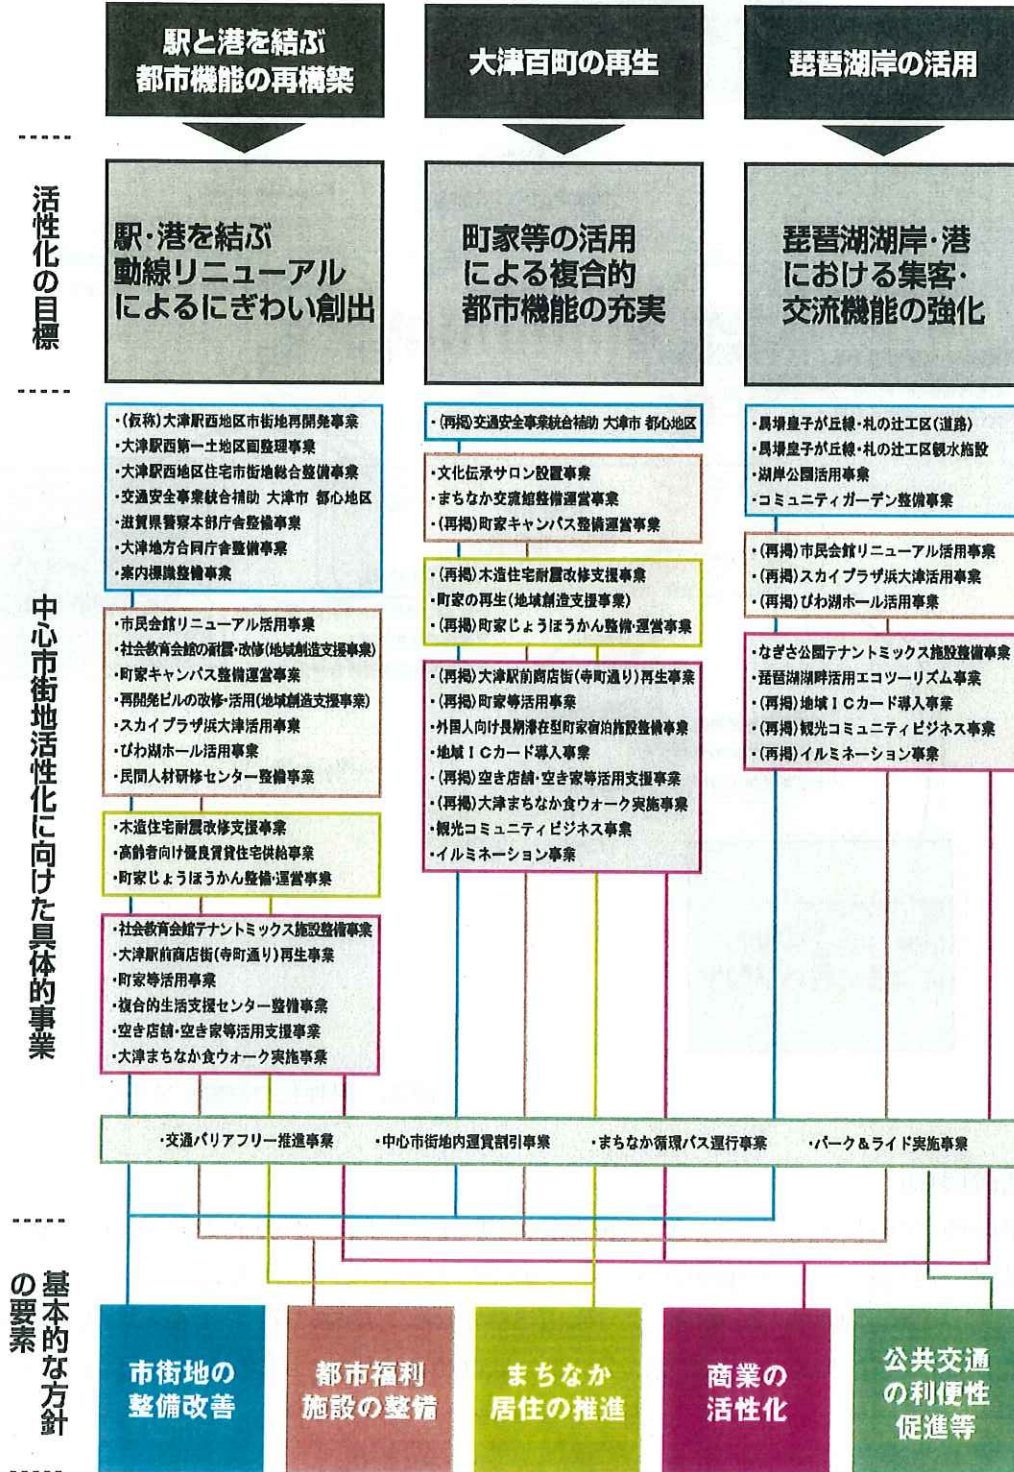 駅と港を結ぶ
都市機能の再構築
大津百町の再生
琵琶湖岸の活用
活性化の目標
駅・港を結ぶ
動線リニューアル
によるにぎわい創出
町家等の活用
による複合的
都市機能の充実
琵琶湖湖岸・港
における集客・
交流機能の強化
中心市街地活性化に向けた具体的事業
・(仮称)大津駅西地区市街地再開発事業
・大津駅西第一土地区画整理事業
・大津駅西地区住宅市街地総合整備事業
・交通安全事業統合補助 大津市 都心地区
・滋賀県警察本部庁舎整備事業
・大津地方合同庁舎整備事業
・案内標識整備事業
・市民会館リニューアル活用事業
・社会教育会館の耐震・改修(地域創造支援事業)
・町家キャンパス整備運営事業
・再開発ビルの改修・活用(地域創造支援事業)
・スカイプラザ浜大津活用事業
・びわ湖ホール活用事業
・民間人材研修センター整備事業
・木造住宅耐震改修支援事業
・高齢者向け優良賃貸住宅供給事業
・町家じょうほうかん整備・運営事業
・社会教育会館テナントミックス施設整備事業
・大津駅前商店街(寺町通り)再生事業
・町家等活用事業
・複合的生活支援センター整備事業
・空き店舗・空き家等活用支援事業
・大津まちなか食ウォーク実施事業
・(再掲)交通安全事業統合補助 大津市 都心地区
・文化伝承サロン設置事業
・まちなか交流館整備運営事業
・(再掲)町家キャンパス整備運営事業
・(再掲)木造住宅耐震改修支援事業
・町家の再生(地域創造支援事業)
・(再掲)町家じょうほうかん整備・運営事業
・(再掲)大津駅前商店街(寺町通り)再生事業
・(再掲)町家等活用事業
・外国人向け長期滞在型町家宿泊施設整備事業
・地域ICカード導入事業
・(再掲)空き店舗・空き家等活用支援事業
・(再掲)大津まちなか食ウォーク実施事業
・観光コミュニティビジネス事業
・イルミネーション事業
・馬場皇子が丘線・札の辻工区(道路)
・馬場皇子が丘線・札の辻工区親水施設
・湖岸公園活用事業
・コミュニティガーデン整備事業
・(再掲)市民会館リニューアル活用事業
・(再掲)スカイプラザ浜大津活用事業
・(再掲)びわ湖ホール活用事業
・なぎさ公園テナントミックス施設整備事業
・琵琶湖湖畔活用エコツーリズム事業
・(再掲)地域ICカード導入事業
・(再掲)観光コミュニティビジネス事業
・(再掲)イルミネーション事業
・交通バリアフリー推進事業 ・中心市街地内運賃割引事業 ・まちなか循環バス運行事業 ・パーク&ライド実施事業
基本的な方針
の要素
市街地の
整備改善
都市福利
施設の整備
まちなか
居住の推進
商業の
活性化
公共交通
の利便性
促進等